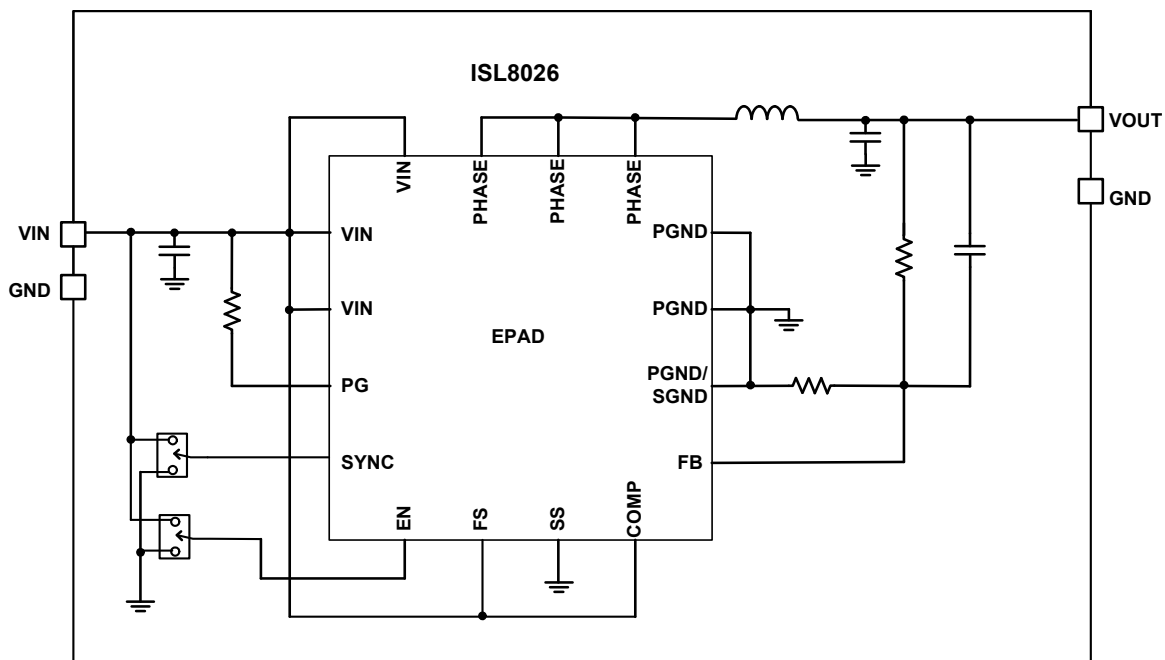 ISL8026
VIN
PHASE
PHASE
PHASE
VOUT
GND
VIN
GND
VIN
VIN
PG
SYNC
EPAD
PGND
PGND
PGND/
SGND
FB
EN
FS
SS
COMP